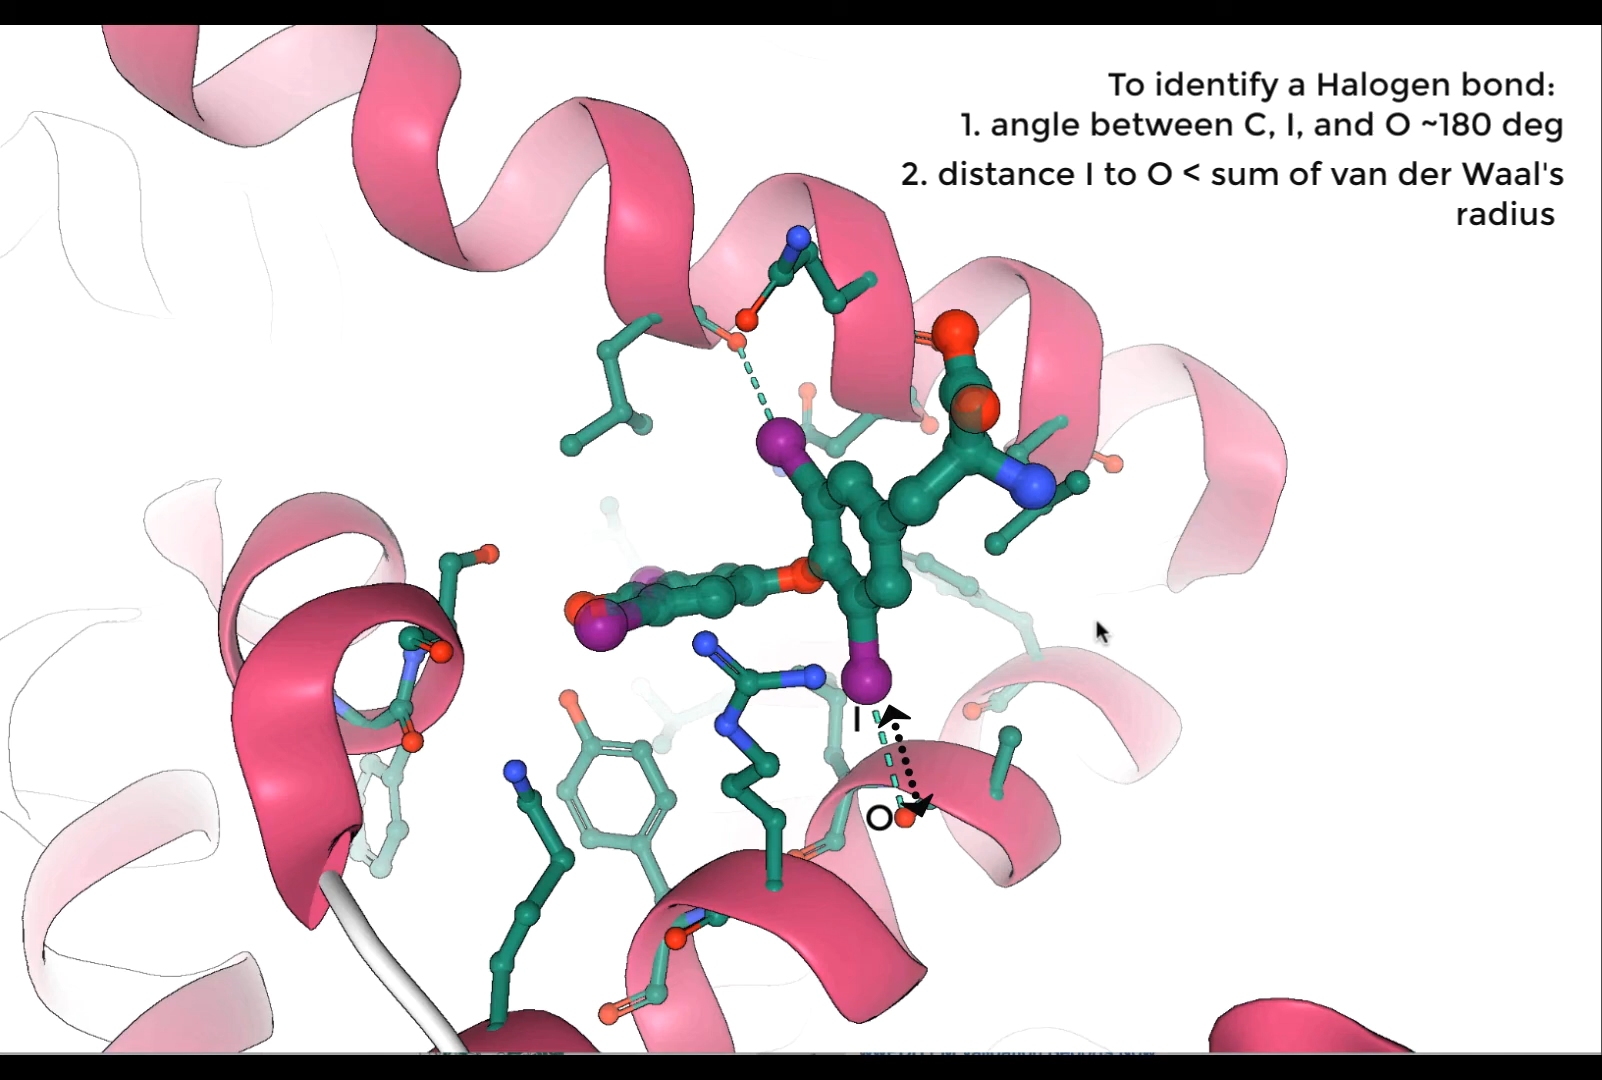 To identify a Halogen bond:
1. angle between C, I, and O ~180 deg
2. distance I to O < sum of van der Waal's
radius
I
O